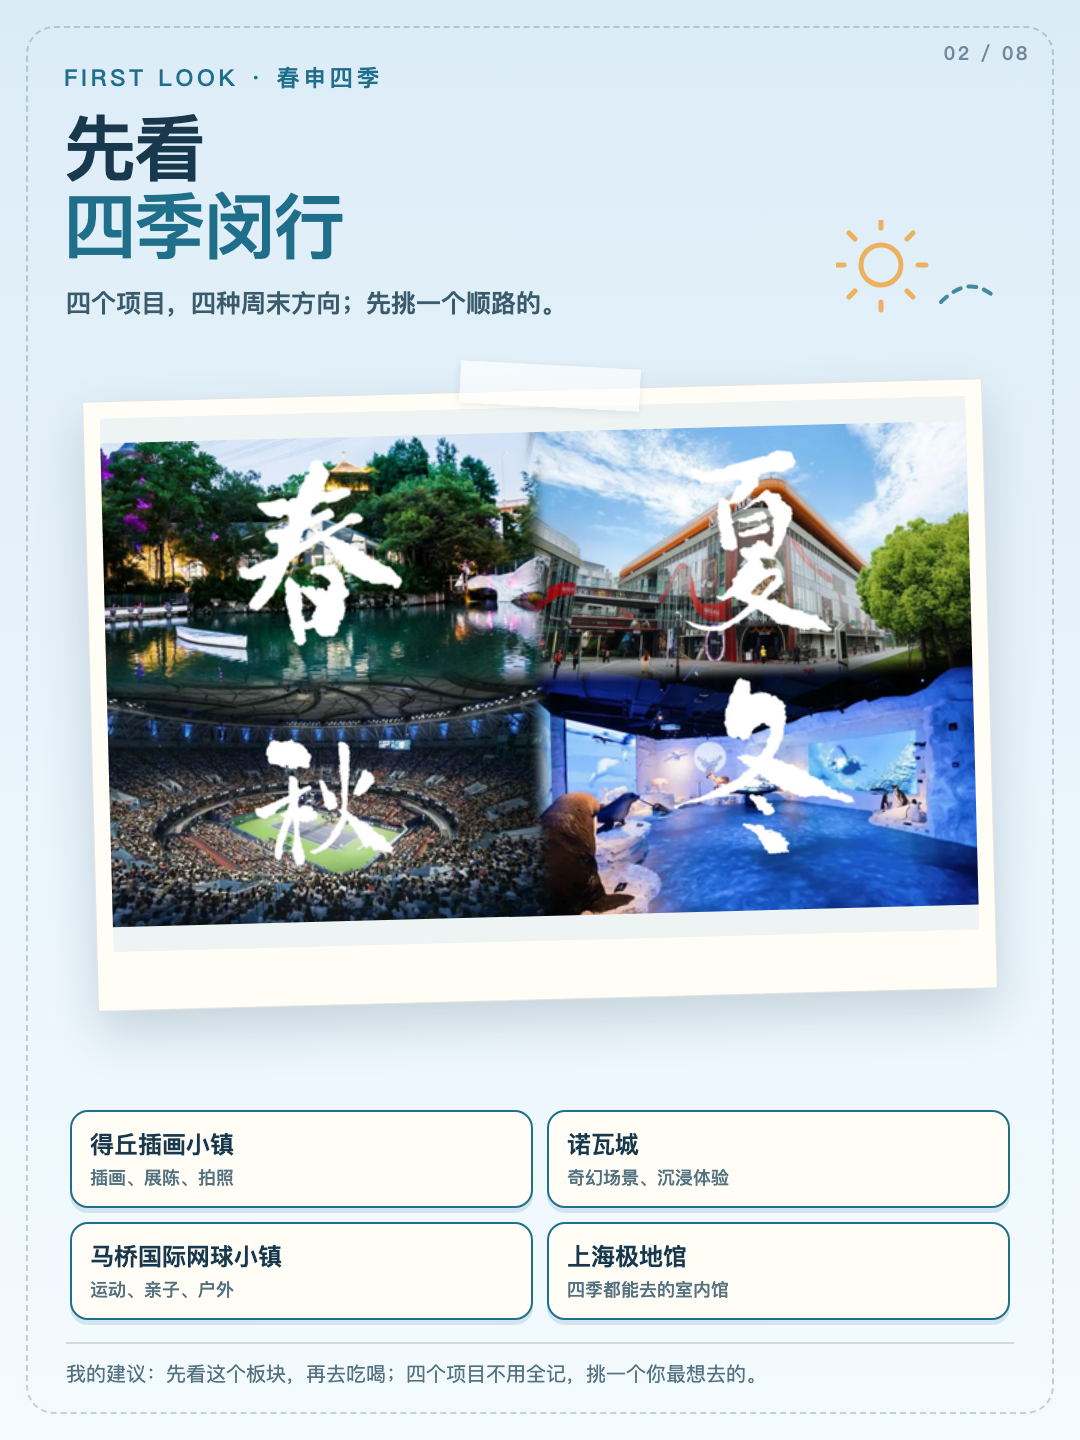 02 / 08
FIRST LOOK · 春申四季
先看
四季闵行
四个项目，四种周末方向；先挑一个顺路的。
春
夏
秋
冬
得丘插画小镇
插画、展陈、拍照
诺瓦城
奇幻场景、沉浸体验
马桥国际网球小镇
运动、亲子、户外
上海极地馆
四季都能去的室内馆
我的建议：先看这个板块，再去吃喝；四个项目不用全记，挑一个你最想去的。